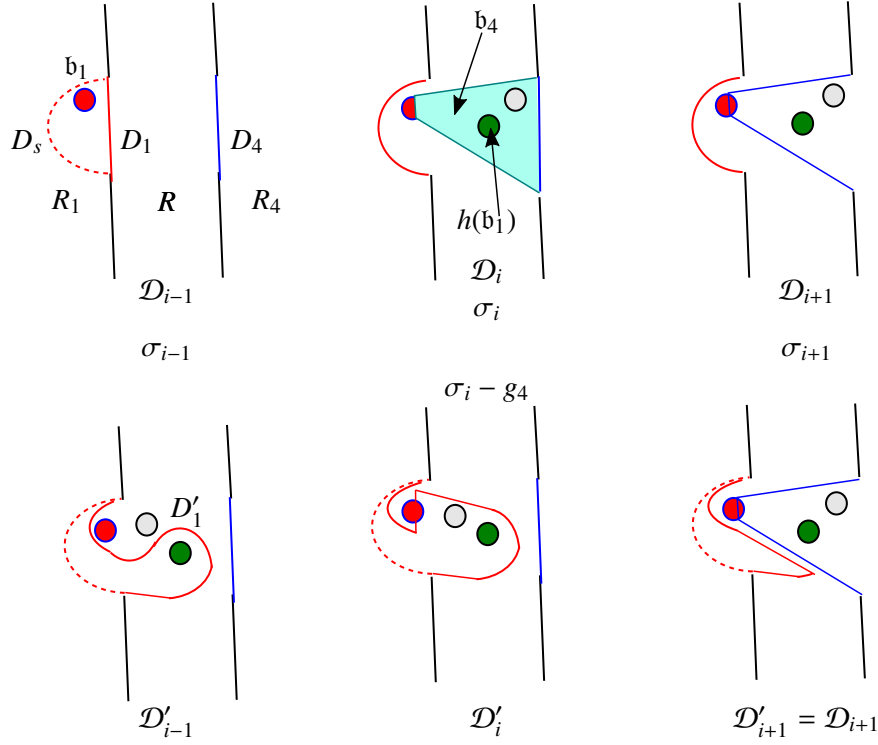 𝔟₁
D_s D₁ D₄
R₁ R R₄
𝒟_{i−1}
σ_{i−1}
𝔟₄
h(𝔟₁)
𝒟_i
σ_i
𝒟_{i+1}
σ_{i+1}
σ_i − g₄
D′₁
𝒟′_{i−1}
𝒟′_i
𝒟′_{i+1} = 𝒟_{i+1}